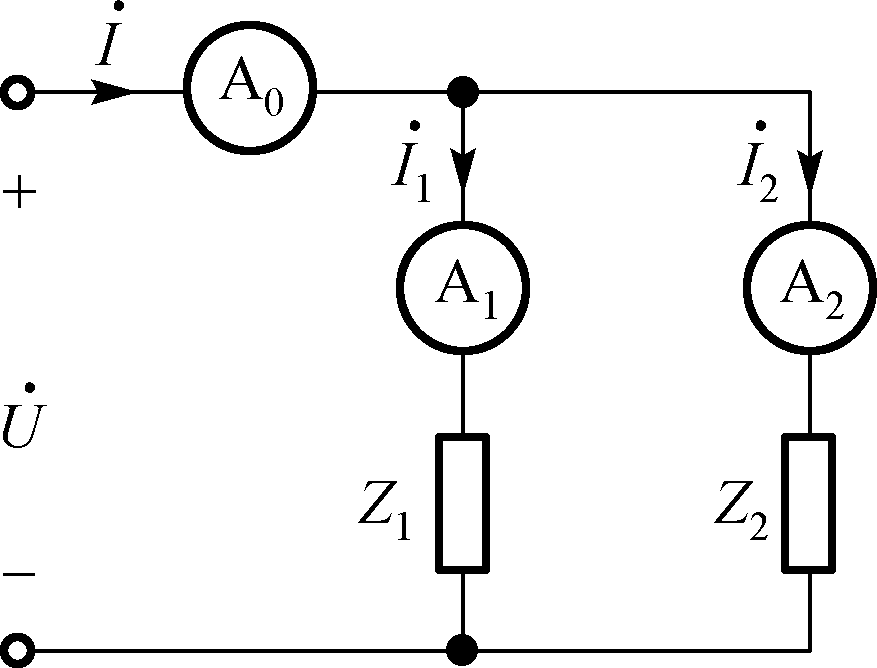 İ
A₀
+
İ₁
İ₂
A₁
A₂
U̇
Z₁
Z₂
−